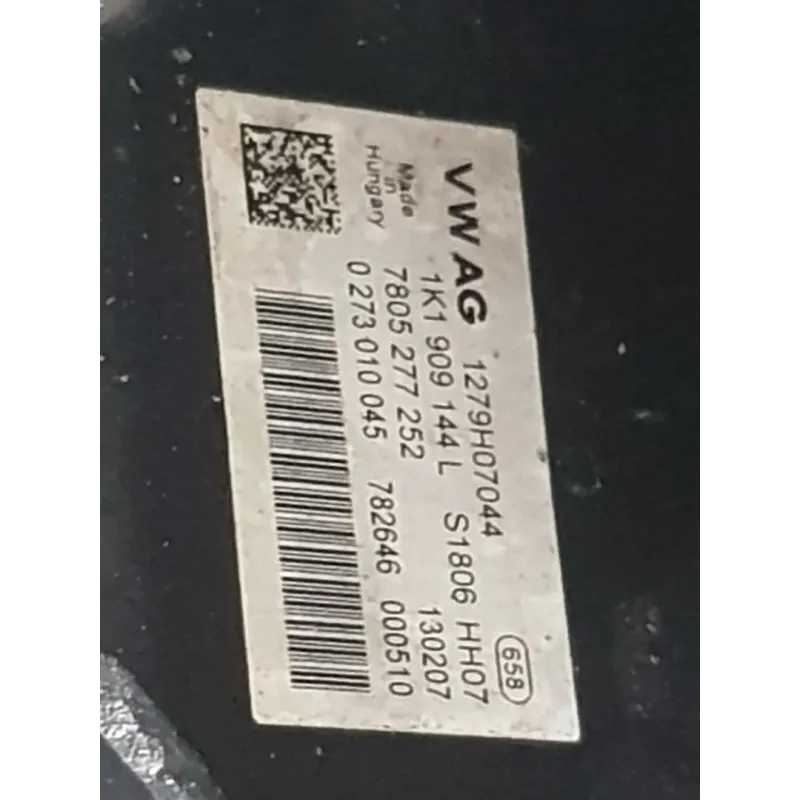 VW AG 1279H07044 658
1K1 909 144 L S1806 HH07
7805 277 252 130207
0 273 010 045 782646 000510
Made
in
Hungary